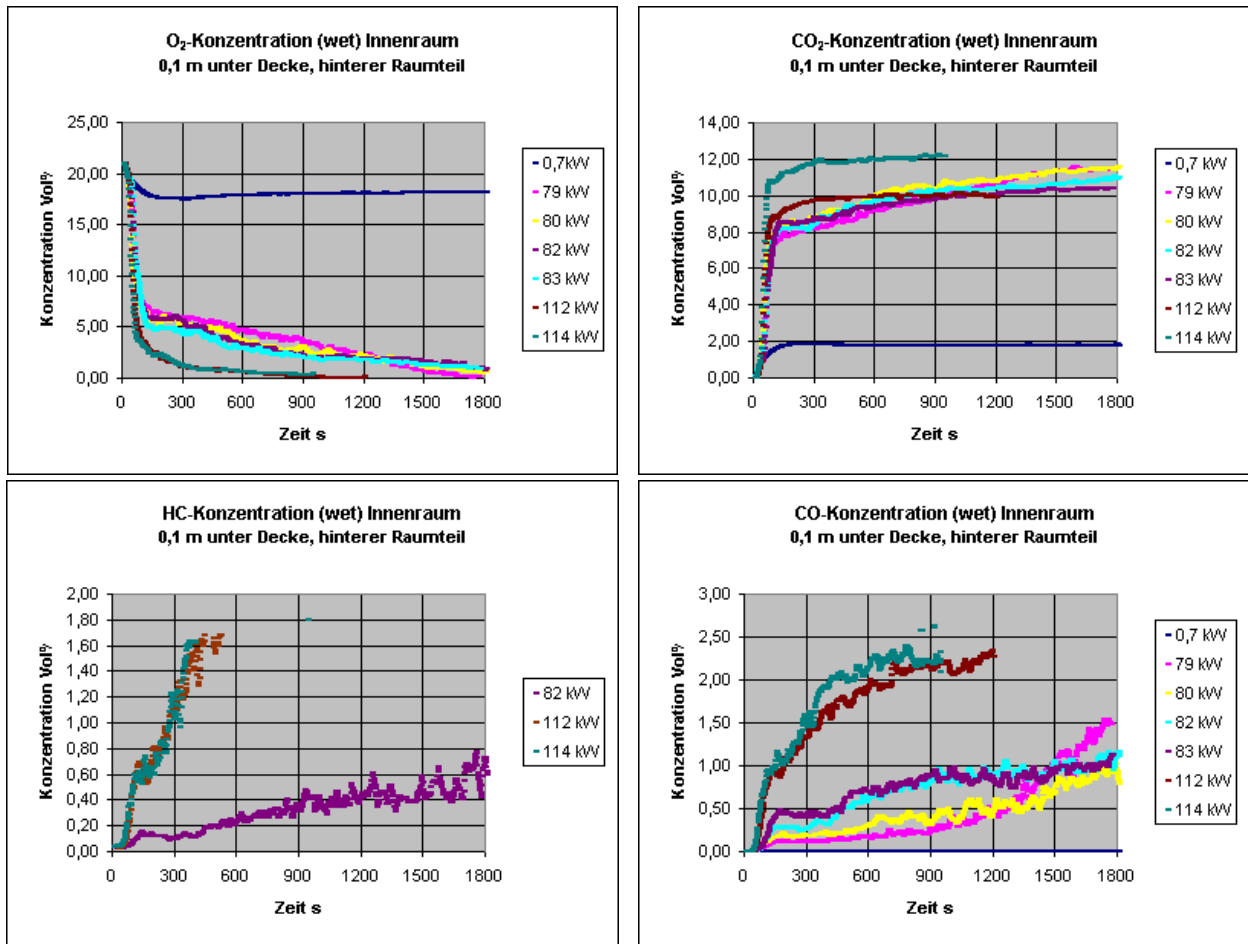 O₂-Konzentration (wet) Innenraum
0,1 m unter Decke, hinterer Raumteil
Konzentration Vol%
25,00
20,00
15,00
10,00
5,00
0,00
0 300 600 900 1200 1500 1800
Zeit s
0,7kW
79 kW
80 kW
82 kW
83 kW
112 kW
114 kW
CO₂-Konzentration (wet) Innenraum
0,1 m unter Decke, hinterer Raumteil
Konzentration Vol%
14,00
12,00
10,00
8,00
6,00
4,00
2,00
0,00
0 300 600 900 1200 1500 1800
Zeit s
0,7 kW
79 kW
80 kW
82 kW
83 kW
112 kW
114 kW
HC-Konzentration (wet) Innenraum
0,1 m unter Decke, hinterer Raumteil
Konzentration Vol%
2,00
1,80
1,60
1,40
1,20
1,00
0,80
0,60
0,40
0,20
0,00
0 300 600 900 1200 1500 1800
Zeit s
82 kW
112 kW
114 kW
CO-Konzentration (wet) Innenraum
0,1 m unter Decke, hinterer Raumteil
Konzentration Vol%
3,00
2,50
2,00
1,50
1,00
0,50
0,00
0 300 600 900 1200 1500 1800
Zeit s
0,7 kW
79 kW
80 kW
82 kW
83 kW
112 kW
114 kW